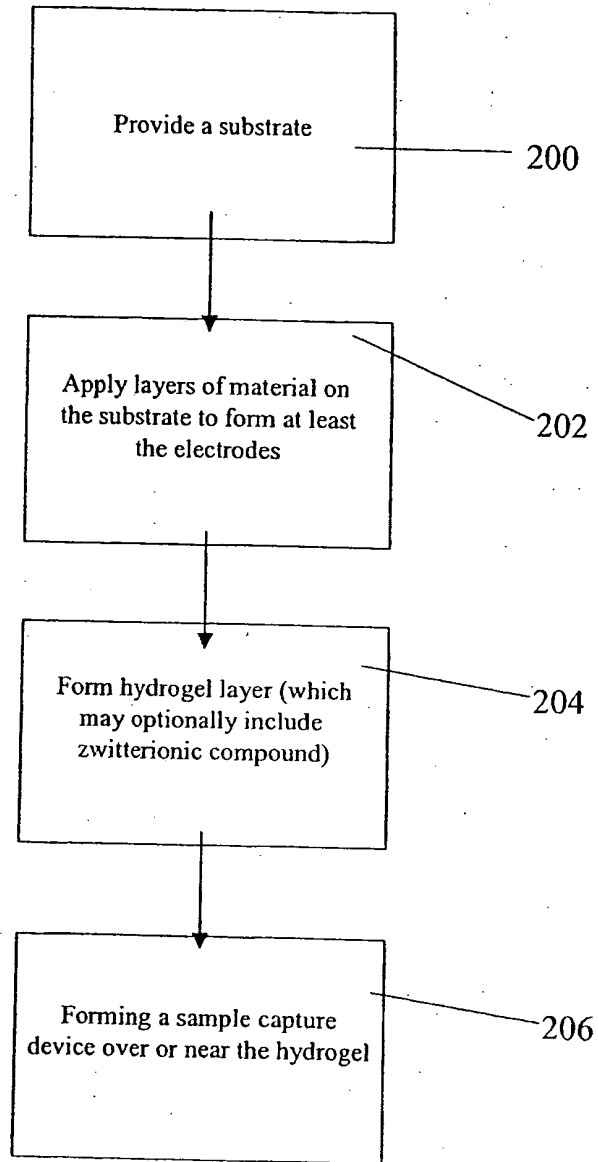 Provide a substrate
200
Apply layers of material on
the substrate to form at least
the electrodes
202
Form hydrogel layer (which
may optionally include
zwitterionic compound)
204
Forming a sample capture
device over or near the hydrogel
206